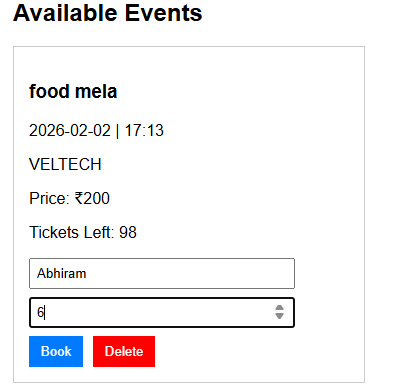 Available Events
food mela
2026-02-02 | 17:13
VELTECH
Price: ₹200
Tickets Left: 98
Abhiram
6
Book Delete